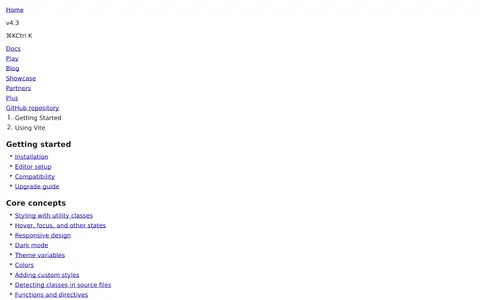 Home
v4.3
⌘KCtrl K
Docs
Play
Blog
Showcase
Partners
Plus
GitHub repository
1. Getting Started
2. Using Vite
Getting started
• Installation
• Editor setup
• Compatibility
• Upgrade guide
Core concepts
• Styling with utility classes
• Hover, focus, and other states
• Responsive design
• Dark mode
• Theme variables
• Colors
• Adding custom styles
• Detecting classes in source files
• Functions and directives